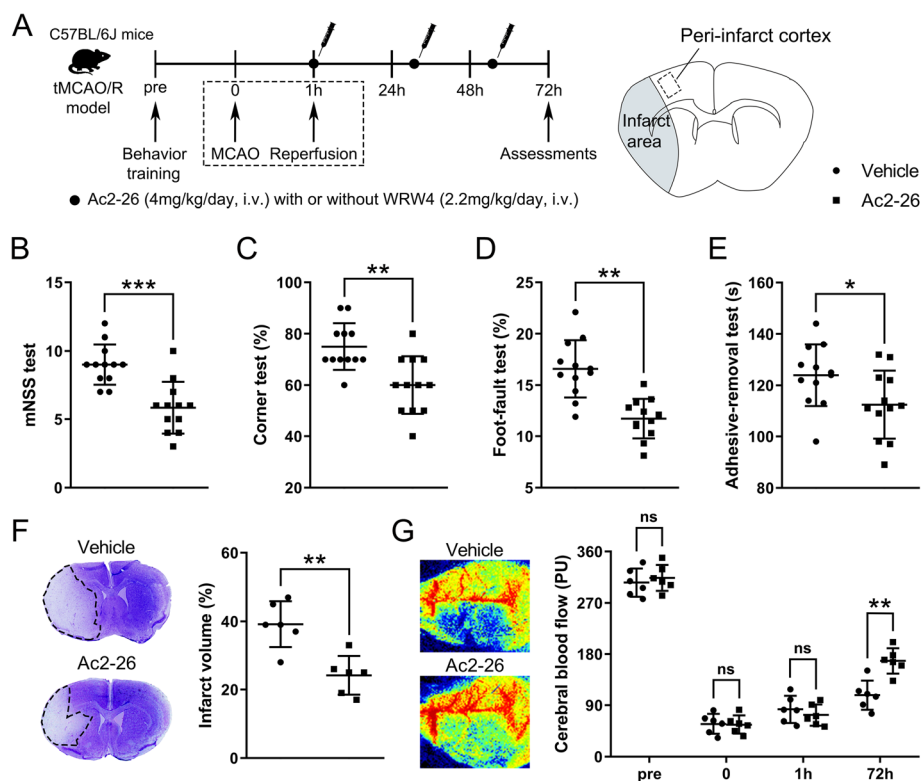 A
C57BL/6J mice
tMCAO/R
model
pre
0
1h
24h
48h
72h
Behavior
training
MCAO
Reperfusion
Assessments
Ac2-26 (4mg/kg/day, i.v.) with or without WRW4 (2.2mg/kg/day, i.v.)
Peri-infarct cortex
Infarct
area
Vehicle
Ac2-26
B
mNSS test
15
10
5
0
***
C
Corner test (%)
100
80
60
40
20
**
D
Foot-fault test (%)
25
20
15
10
5
**
E
Adhesive-removal test (s)
160
140
120
100
80
*
F
Vehicle
Ac2-26
Infarct volume (%)
60
40
20
0
**
G
Vehicle
Ac2-26
Cerebral blood flow (PU)
360
270
180
90
0
ns
ns
ns
**
pre
0
1h
72h